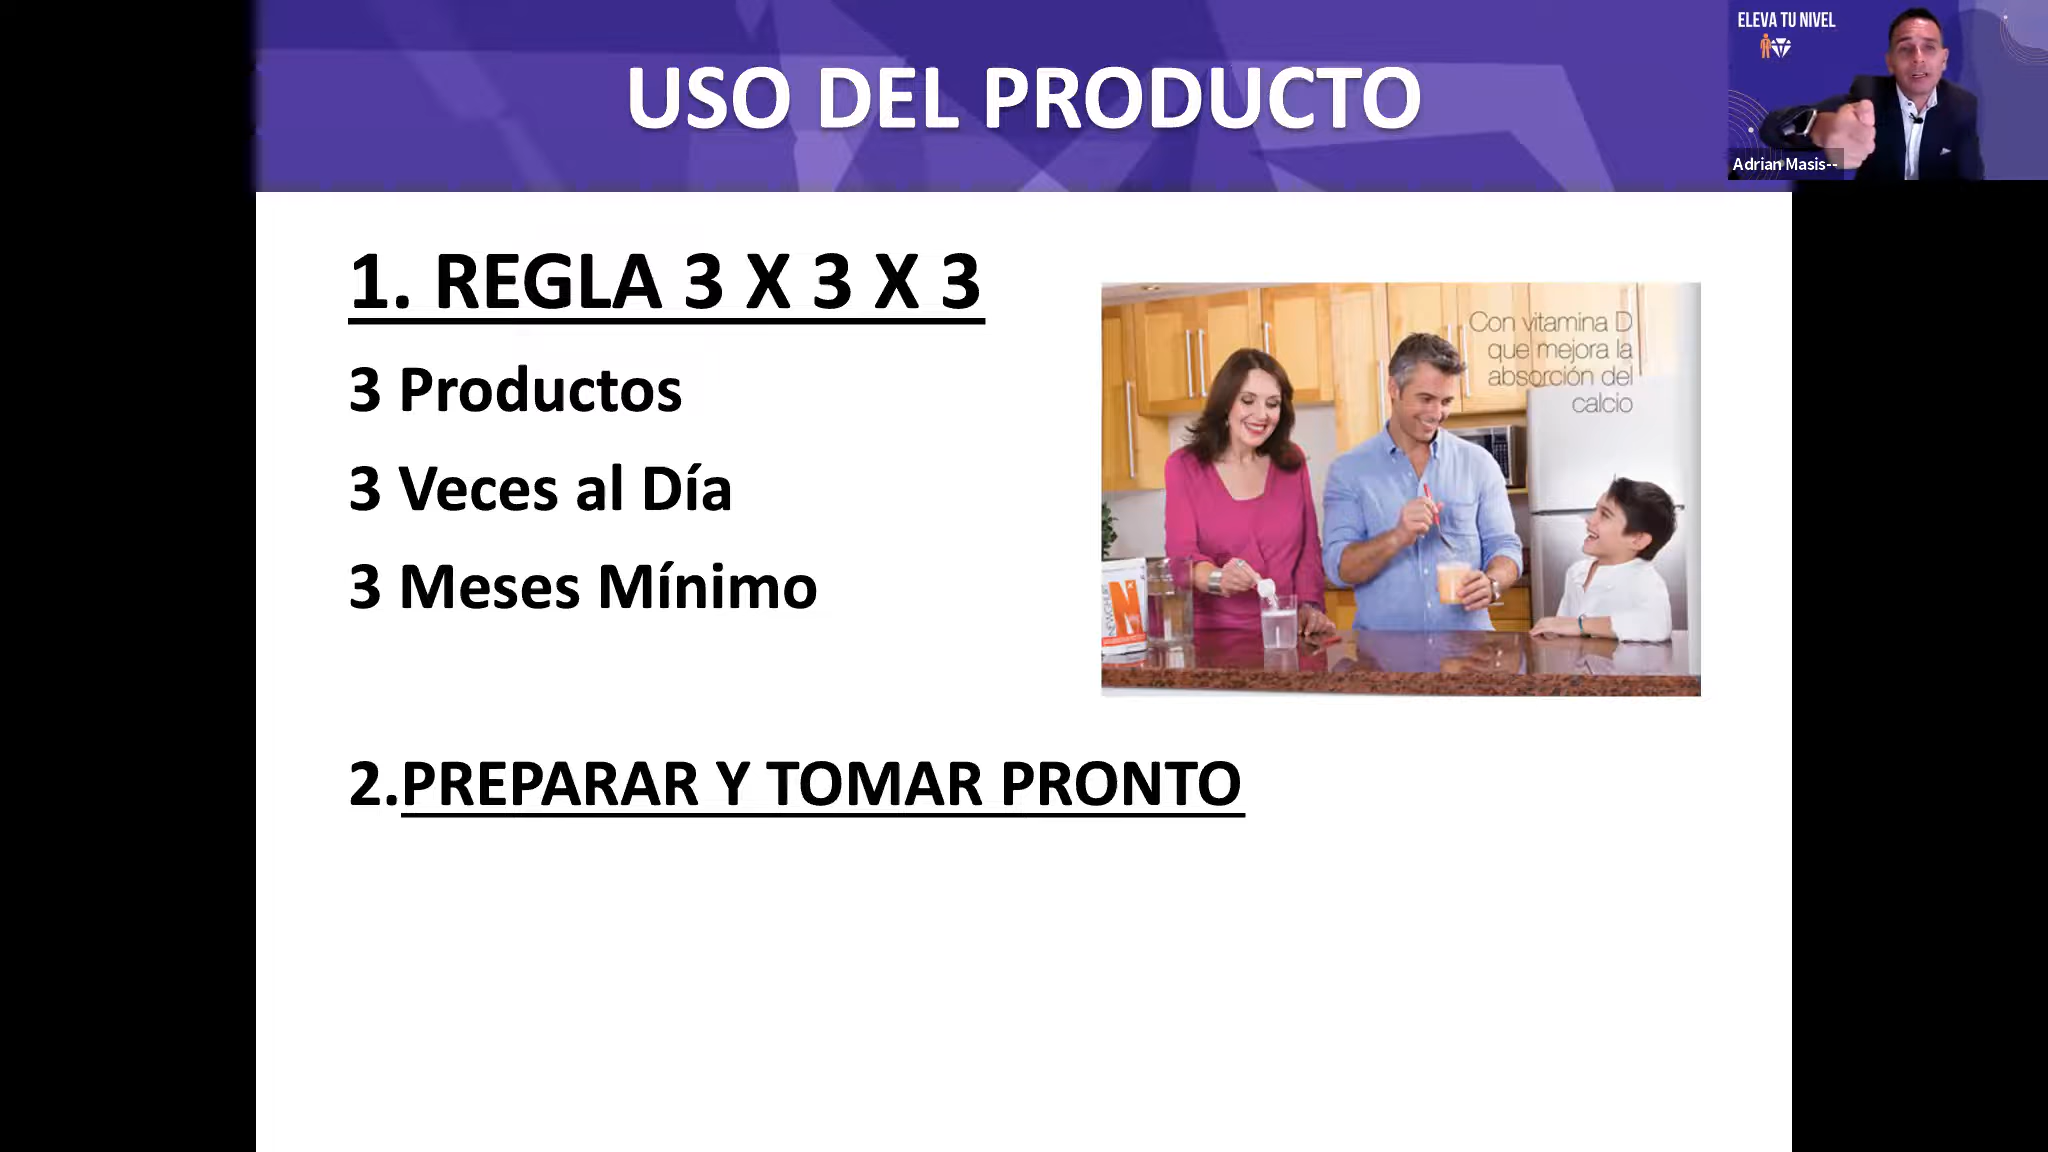 USO DEL PRODUCTO
ELEVA TU NIVEL
Adrian Masis--
1. REGLA 3 X 3 X 3
3 Productos
3 Veces al Día
3 Meses Mínimo
Con vitamina D
que mejora la
absorción del
calcio
2.PREPARAR Y TOMAR PRONTO